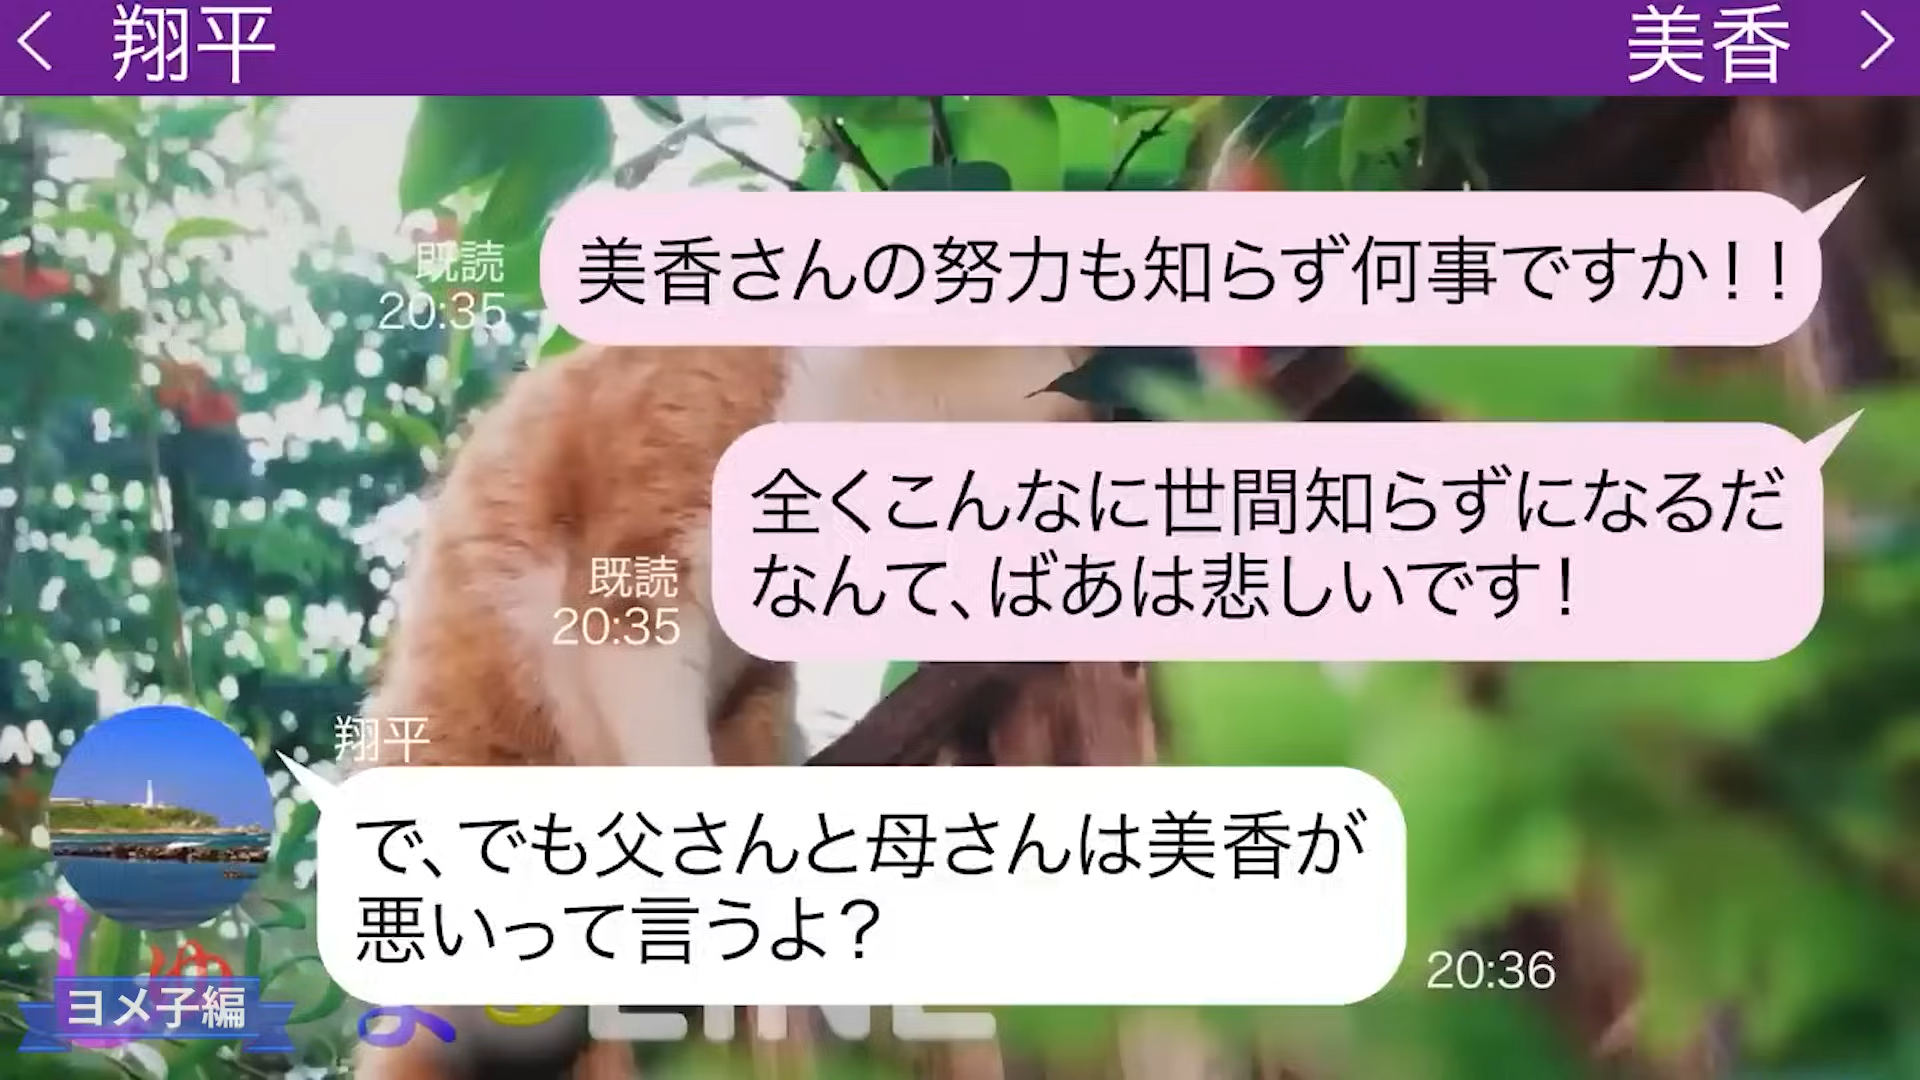 翔平
美香
美香さんの努力も知らず何事ですか！！
既読
20:35
全くこんなに世間知らずになるだ
なんて、ばあは悲しいです！
既読
20:35
翔平
で、でも父さんと母さんは美香が
悪いって言うよ？
20:36
ヨメ子編
LINE